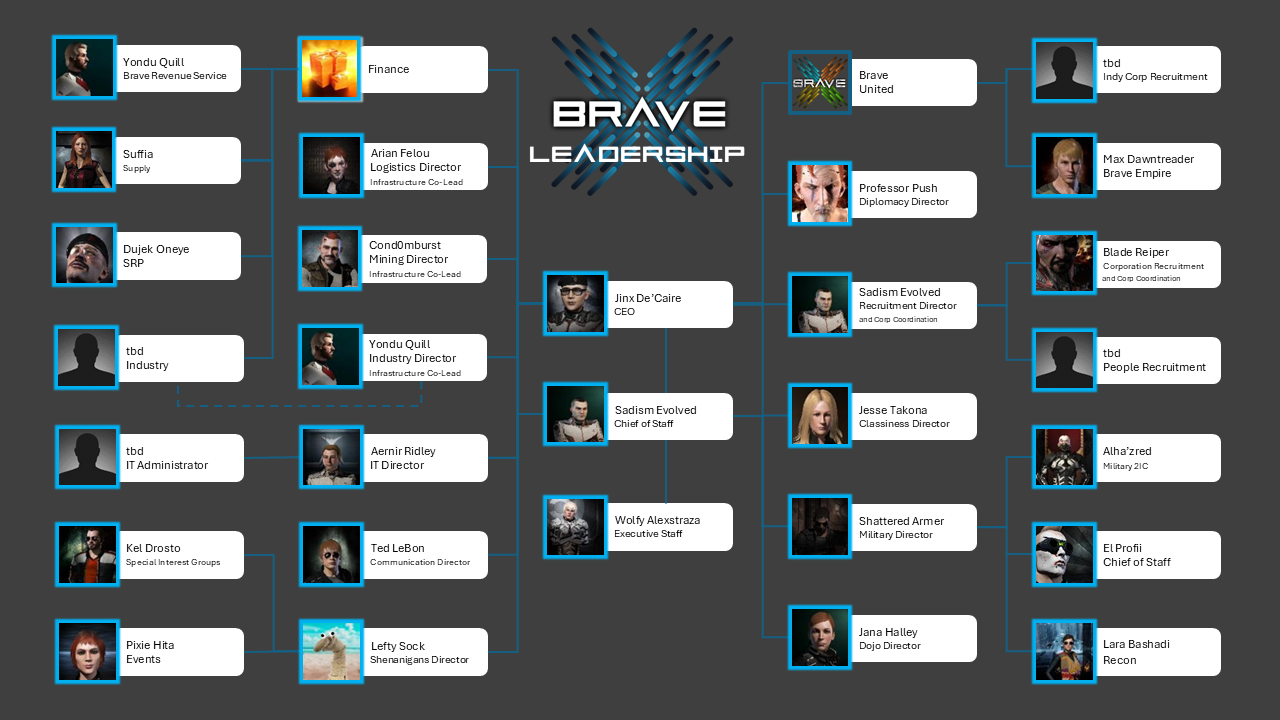 Yondu Quill
Brave Revenue Service
Suffia
Supply
Dujek Oneye
SRP
tbd
Industry
tbd
IT Administrator
Kel Drosto
Special Interest Groups
Pixie Hita
Events
Finance
Arian Felou
Logistics Director
Infrastructure Co-Lead
Cond0mburst
Mining Director
Infrastructure Co-Lead
Yondu Quill
Industry Director
Infrastructure Co-Lead
Aernir Ridley
IT Director
Ted LeBon
Communication Director
Lefty Sock
Shenanigans Director
BRAVE
LEADERSHIP
Jinx De'Caire
CEO
Sadism Evolved
Chief of Staff
Wolfy Alexstraza
Executive Staff
BRAVE
Brave
United
Professor Push
Diplomacy Director
Sadism Evolved
Recruitment Director
and Corp Coordination
Jesse Takona
Classiness Director
Shattered Armer
Military Director
Jana Halley
Dojo Director
tbd
Indy Corp Recruitment
Max Dawntreader
Brave Empire
Blade Reiper
Corporation Recruitment
and Corp Coordination
tbd
People Recruitment
Alha'zred
Military 2IC
El Profii
Chief of Staff
Lara Bashadi
Recon